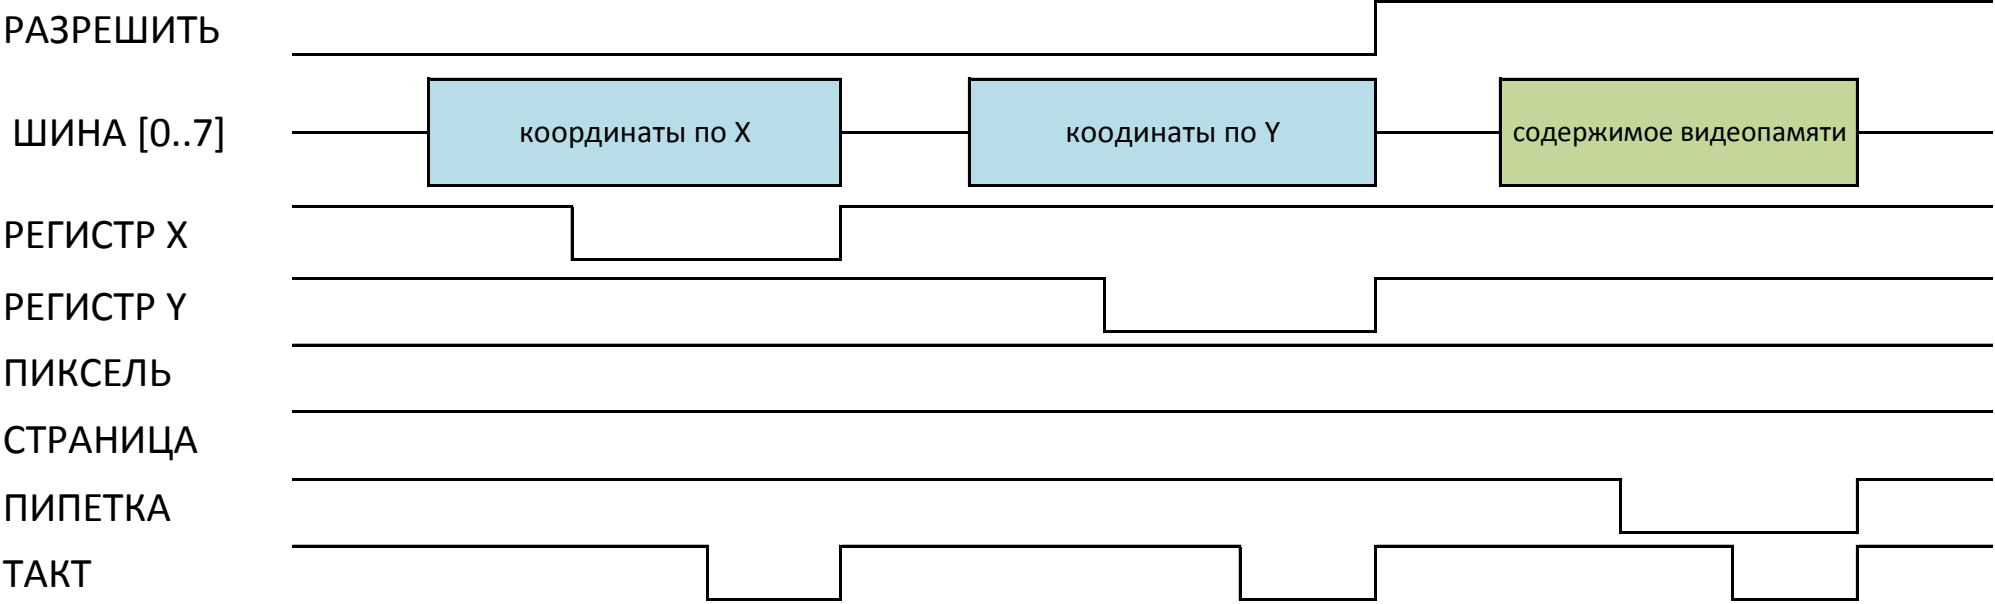 РАЗРЕШИТЬ
ШИНА [0..7]
координаты по X
коодинаты по Y
содержимое видеопамяти
РЕГИСТР X
РЕГИСТР Y
ПИКСЕЛЬ
СТРАНИЦА
ПИПЕТКА
ТАКТ